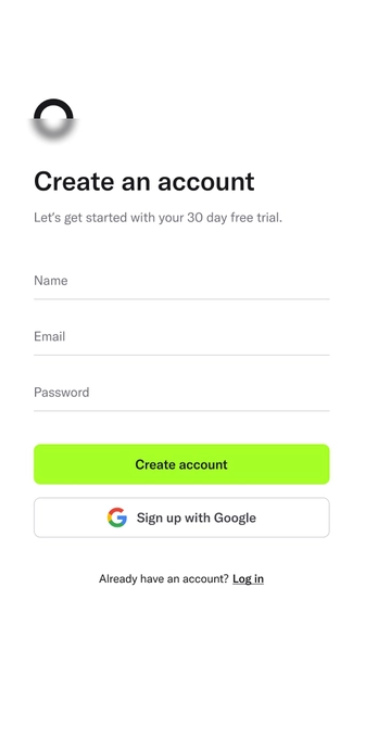 Create an account
Let's get started with your 30 day free trial.
Name
Email
Password
Create account
Sign up with Google
Already have an account? Log in